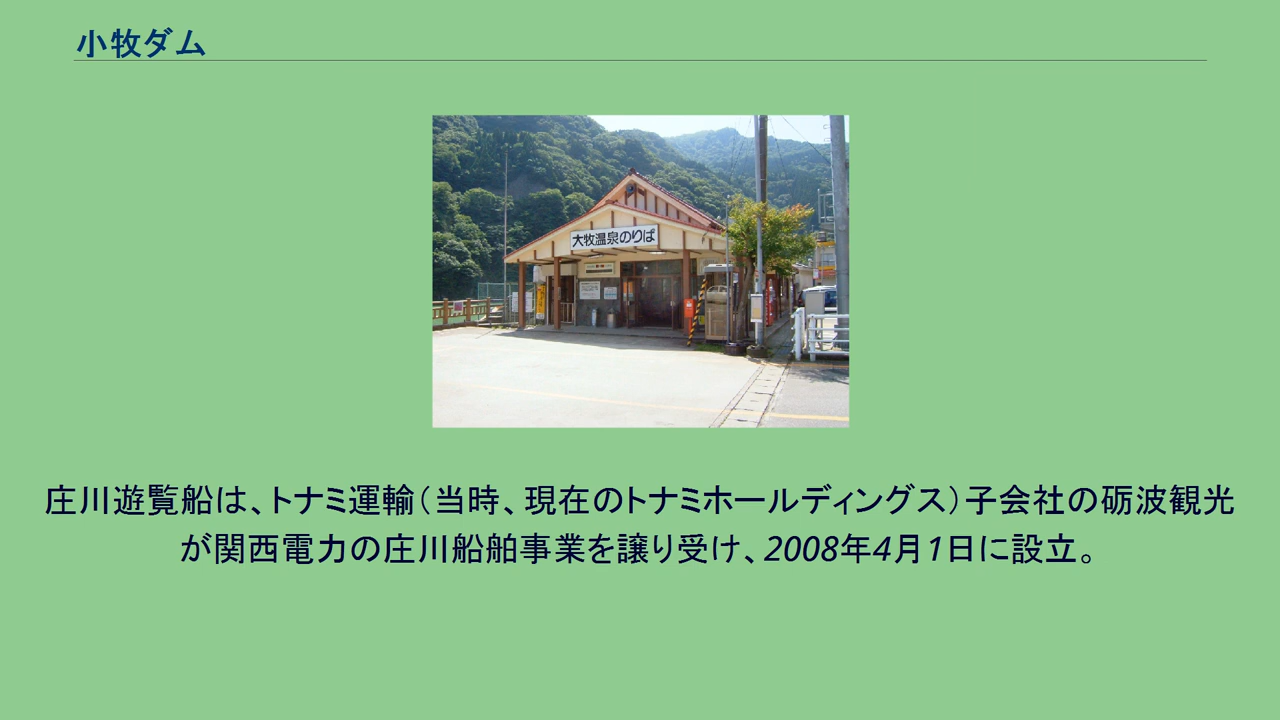 小牧ダム
大牧温泉のりば
庄川遊覧船は、トナミ運輸（当時、現在のトナミホールディングス）子会社の砺波観光
が関西電力の庄川船舶事業を譲り受け、2008年4月1日に設立。